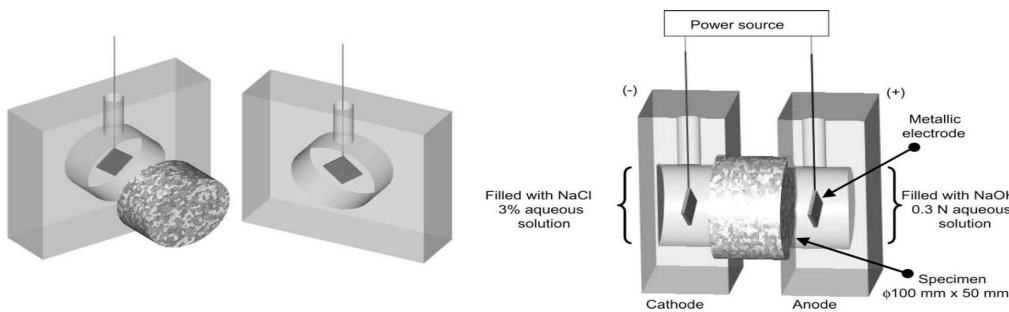 Power source
(-)
(+)
Metallic
electrode
Filled with NaCl
3% aqueous
solution
Filled with NaOH
0.3 N aqueous
solution
Specimen
ϕ100 mm x 50 mm
Cathode
Anode